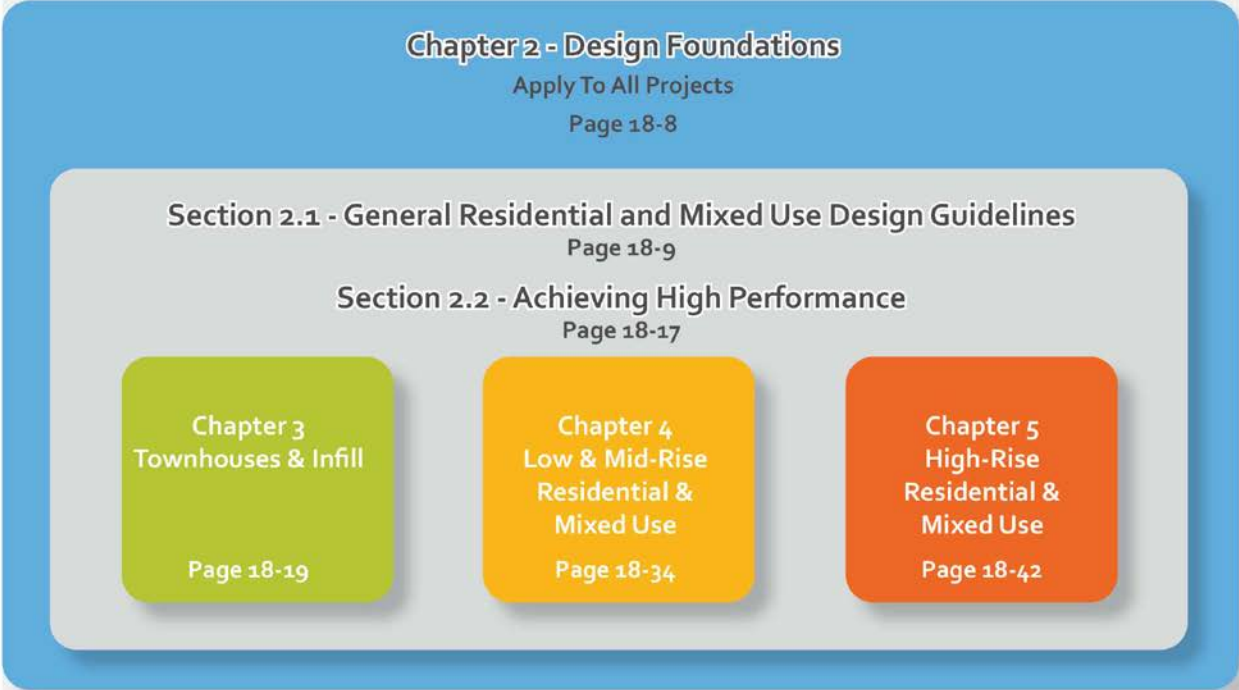 Chapter 2 - Design Foundations
Apply To All Projects
Page 18-8
Section 2.1 - General Residential and Mixed Use Design Guidelines
Page 18-9
Section 2.2 - Achieving High Performance
Page 18-17
Chapter 3
Townhouses & Infill
Page 18-19
Chapter 4
Low & Mid-Rise
Residential &
Mixed Use
Page 18-34
Chapter 5
High-Rise
Residential &
Mixed Use
Page 18-42